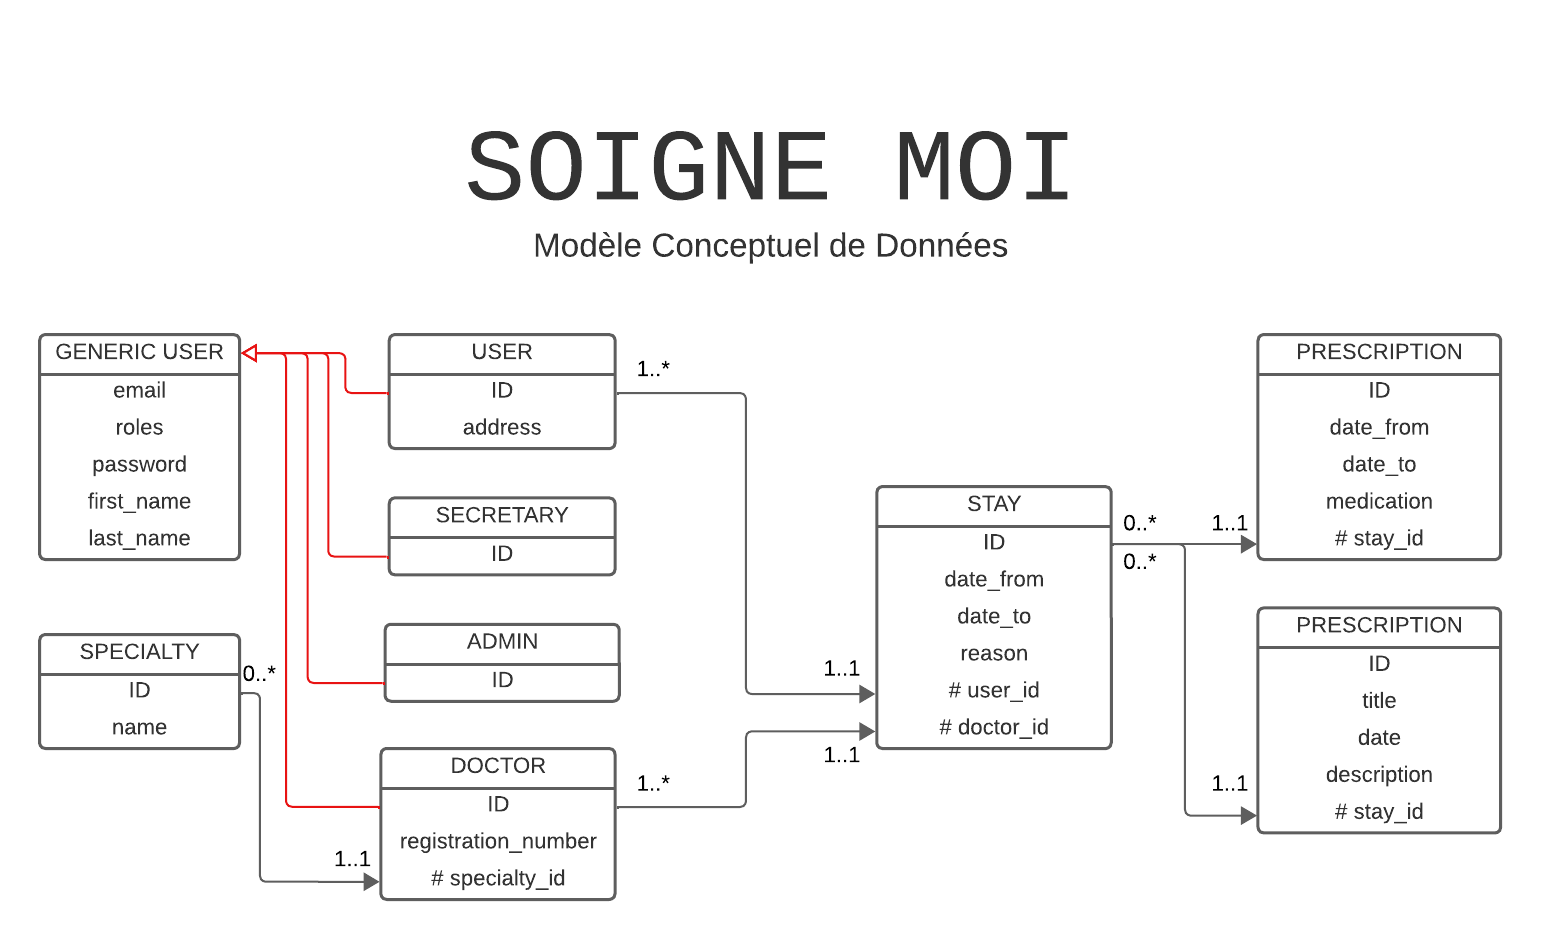 SOIGNE MOI
Modèle Conceptuel de Données
GENERIC USER
email
roles
password
first_name
last_name
SPECIALTY
ID
name
0..*
1..1
USER
ID
address
1..*
SECRETARY
ID
ADMIN
ID
DOCTOR
ID
registration_number
# specialty_id
1..*
1..1
1..1
STAY
ID
date_from
date_to
reason
# user_id
# doctor_id
0..*
0..*
1..1
1..1
PRESCRIPTION
ID
date_from
date_to
medication
# stay_id
PRESCRIPTION
ID
title
date
description
# stay_id